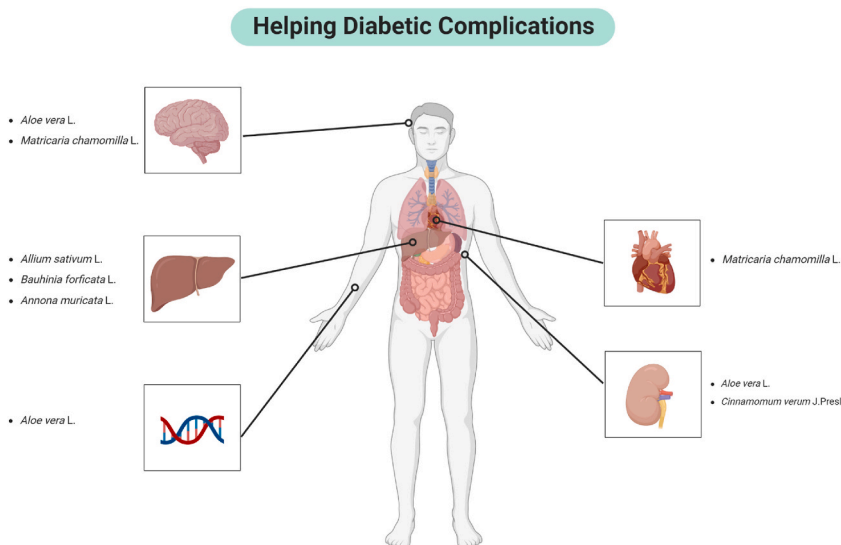 Helping Diabetic Complications
Aloe vera L.
Matricaria chamomilla L.
Allium sativum L.
Bauhinia forficata L.
Annona muricata L.
Aloe vera L.
Matricaria chamomilla L.
Aloe vera L.
Cinnamomum verum J.Presl